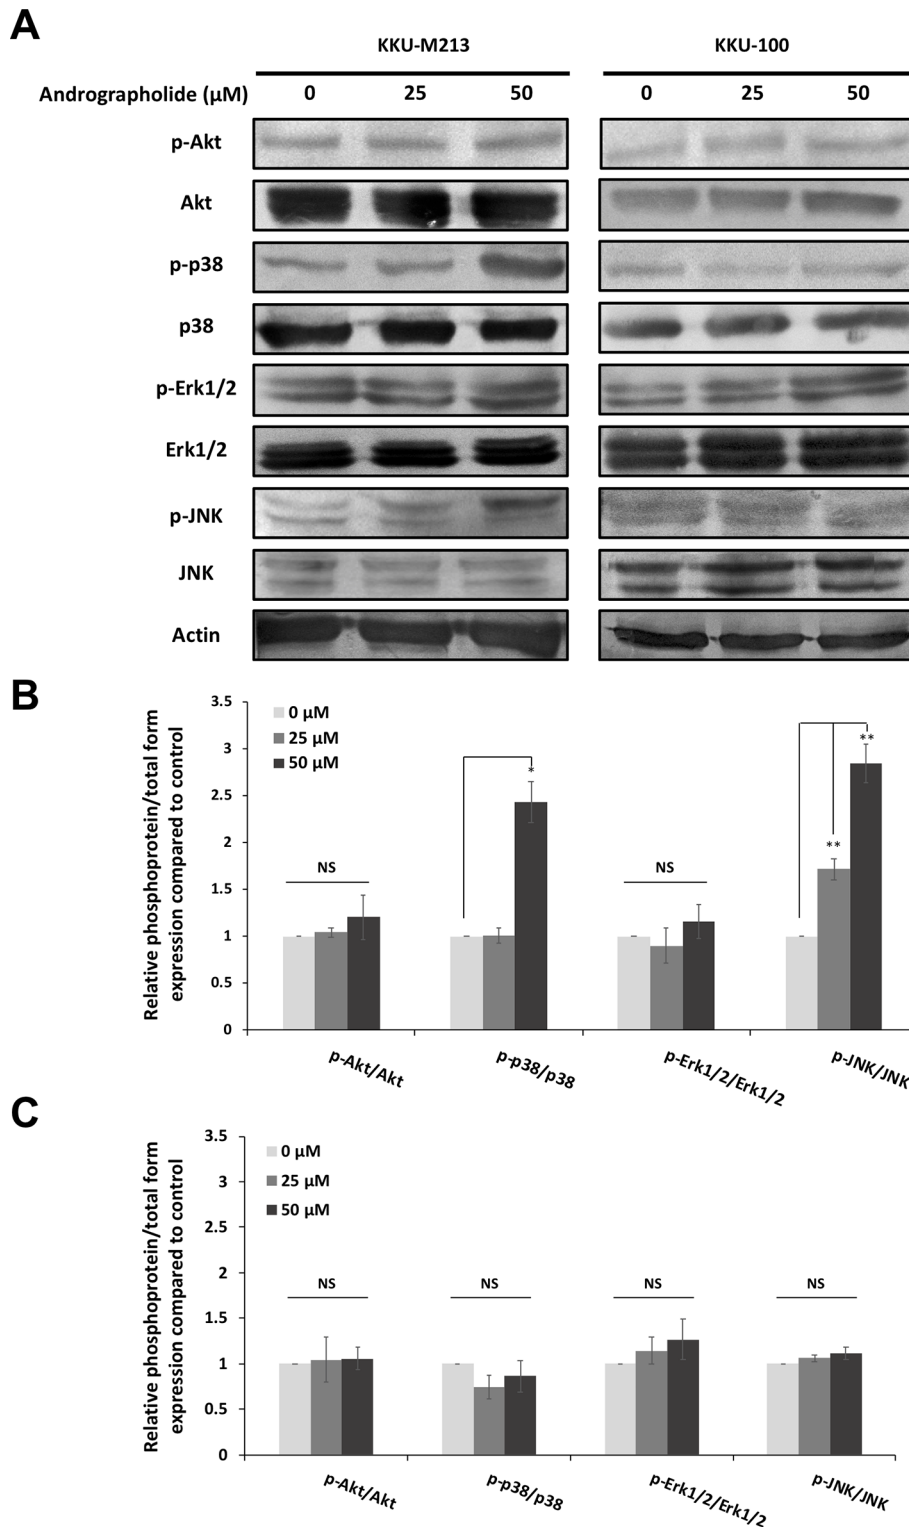 A
KKU-M213 KKU-100
Andrographolide (µM) 0 25 50 0 25 50
p-Akt
Akt
p-p38
p38
p-Erk1/2
Erk1/2
p-JNK
JNK
Actin
B
Relative phosphoprotein/total form
expression compared to control
3.5
3
2.5
2
1.5
1
0.5
0
0 µM
25 µM
50 µM
NS
*
NS
**
**
p-Akt/Akt
p-p38/p38
p-Erk1/2/Erk1/2
p-JNK/JNK
C
Relative phosphoprotein/total form
expression compared to control
3.5
3
2.5
2
1.5
1
0.5
0
0 µM
25 µM
50 µM
NS
NS
NS
NS
p-Akt/Akt
p-p38/p38
p-Erk1/2/Erk1/2
p-JNK/JNK